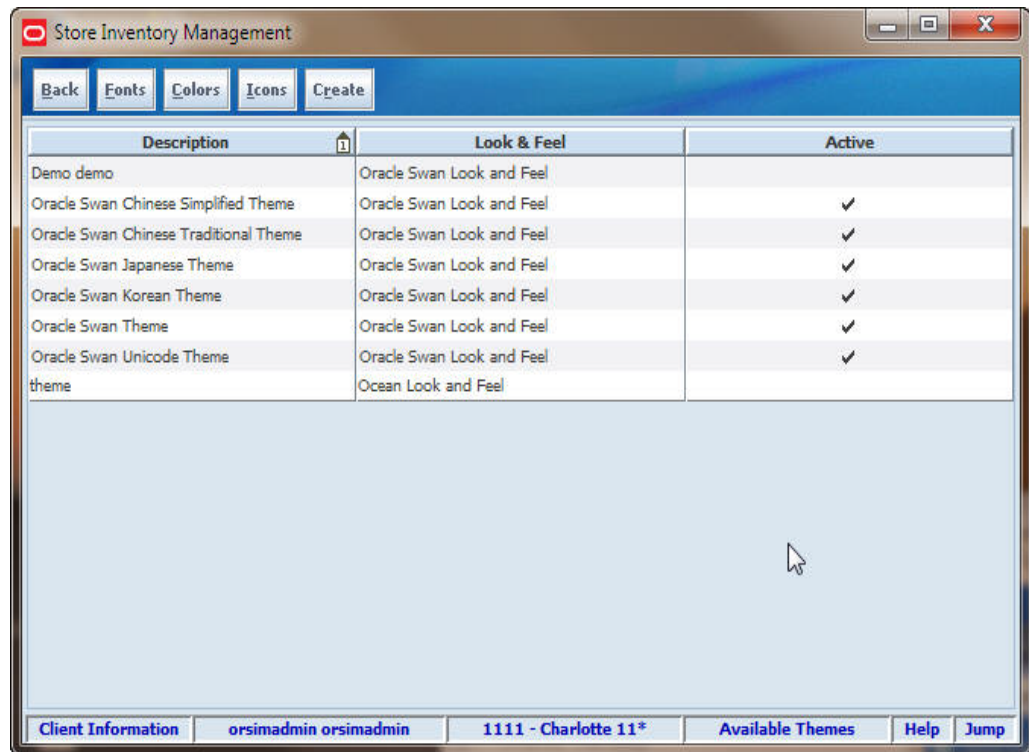 Store Inventory Management
Back Fonts Colors Icons Create
Description 1 Look & Feel Active
Demo demo Oracle Swan Look and Feel
Oracle Swan Chinese Simplified Theme Oracle Swan Look and Feel ✓
Oracle Swan Chinese Traditional Theme Oracle Swan Look and Feel ✓
Oracle Swan Japanese Theme Oracle Swan Look and Feel ✓
Oracle Swan Korean Theme Oracle Swan Look and Feel ✓
Oracle Swan Theme Oracle Swan Look and Feel ✓
Oracle Swan Unicode Theme Oracle Swan Look and Feel ✓
theme Ocean Look and Feel
Client Information orsimadmin orsimadmin 1111 - Charlotte 11* Available Themes Help Jump